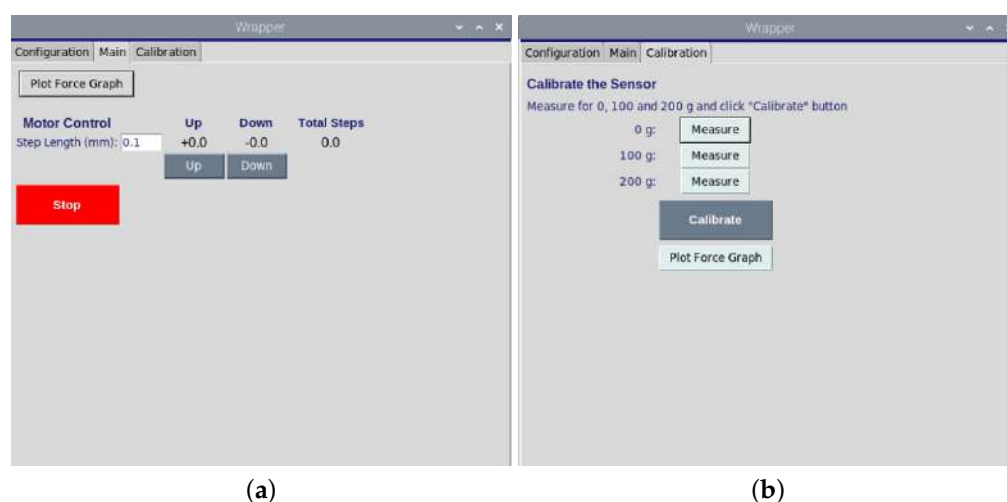 Wrapper
Configuration Main Calibration
Plot Force Graph
Motor Control Up Down Total Steps
Step Length (mm): 0.1 +0.0 -0.0 0.0
Up Down
Stop
(a)
Wrapper
Configuration Main Calibration
Calibrate the Sensor
Measure for 0, 100 and 200 g and click "Calibrate" button
0 g: Measure
100 g: Measure
200 g: Measure
Calibrate
Plot Force Graph
(b)